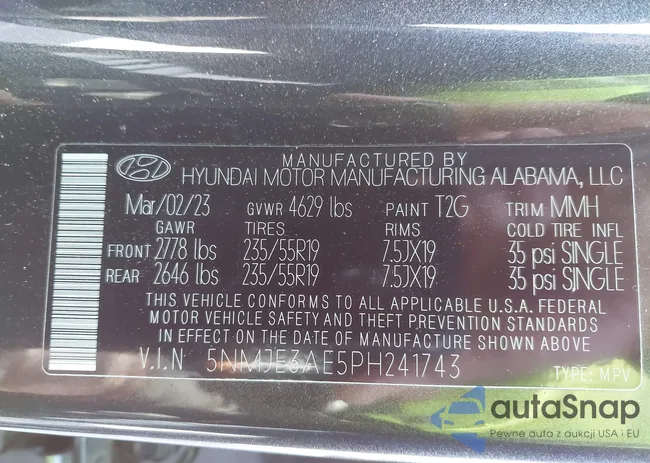 MANUFACTURED BY
HYUNDAI MOTOR MANUFACTURING ALABAMA, LLC
Mar/02/23 GVWR 4629 lbs PAINT T2G TRIM MMH
GAWR TIRES RIMS COLD TIRE INFL
FRONT 2778 lbs 235/55R19 7.5JX19 35 psi SINGLE
REAR 2646 lbs 235/55R19 7.5JX19 35 psi SINGLE
THIS VEHICLE CONFORMS TO ALL APPLICABLE U.S.A. FEDERAL
MOTOR VEHICLE SAFETY AND THEFT PREVENTION STANDARDS
IN EFFECT ON THE DATE OF MANUFACTURE SHOWN ABOVE
V.I.N 5NMJE3AE5PH241743
TYPE: MPV
autaSnap
Pewne auta z aukcji USA i EU